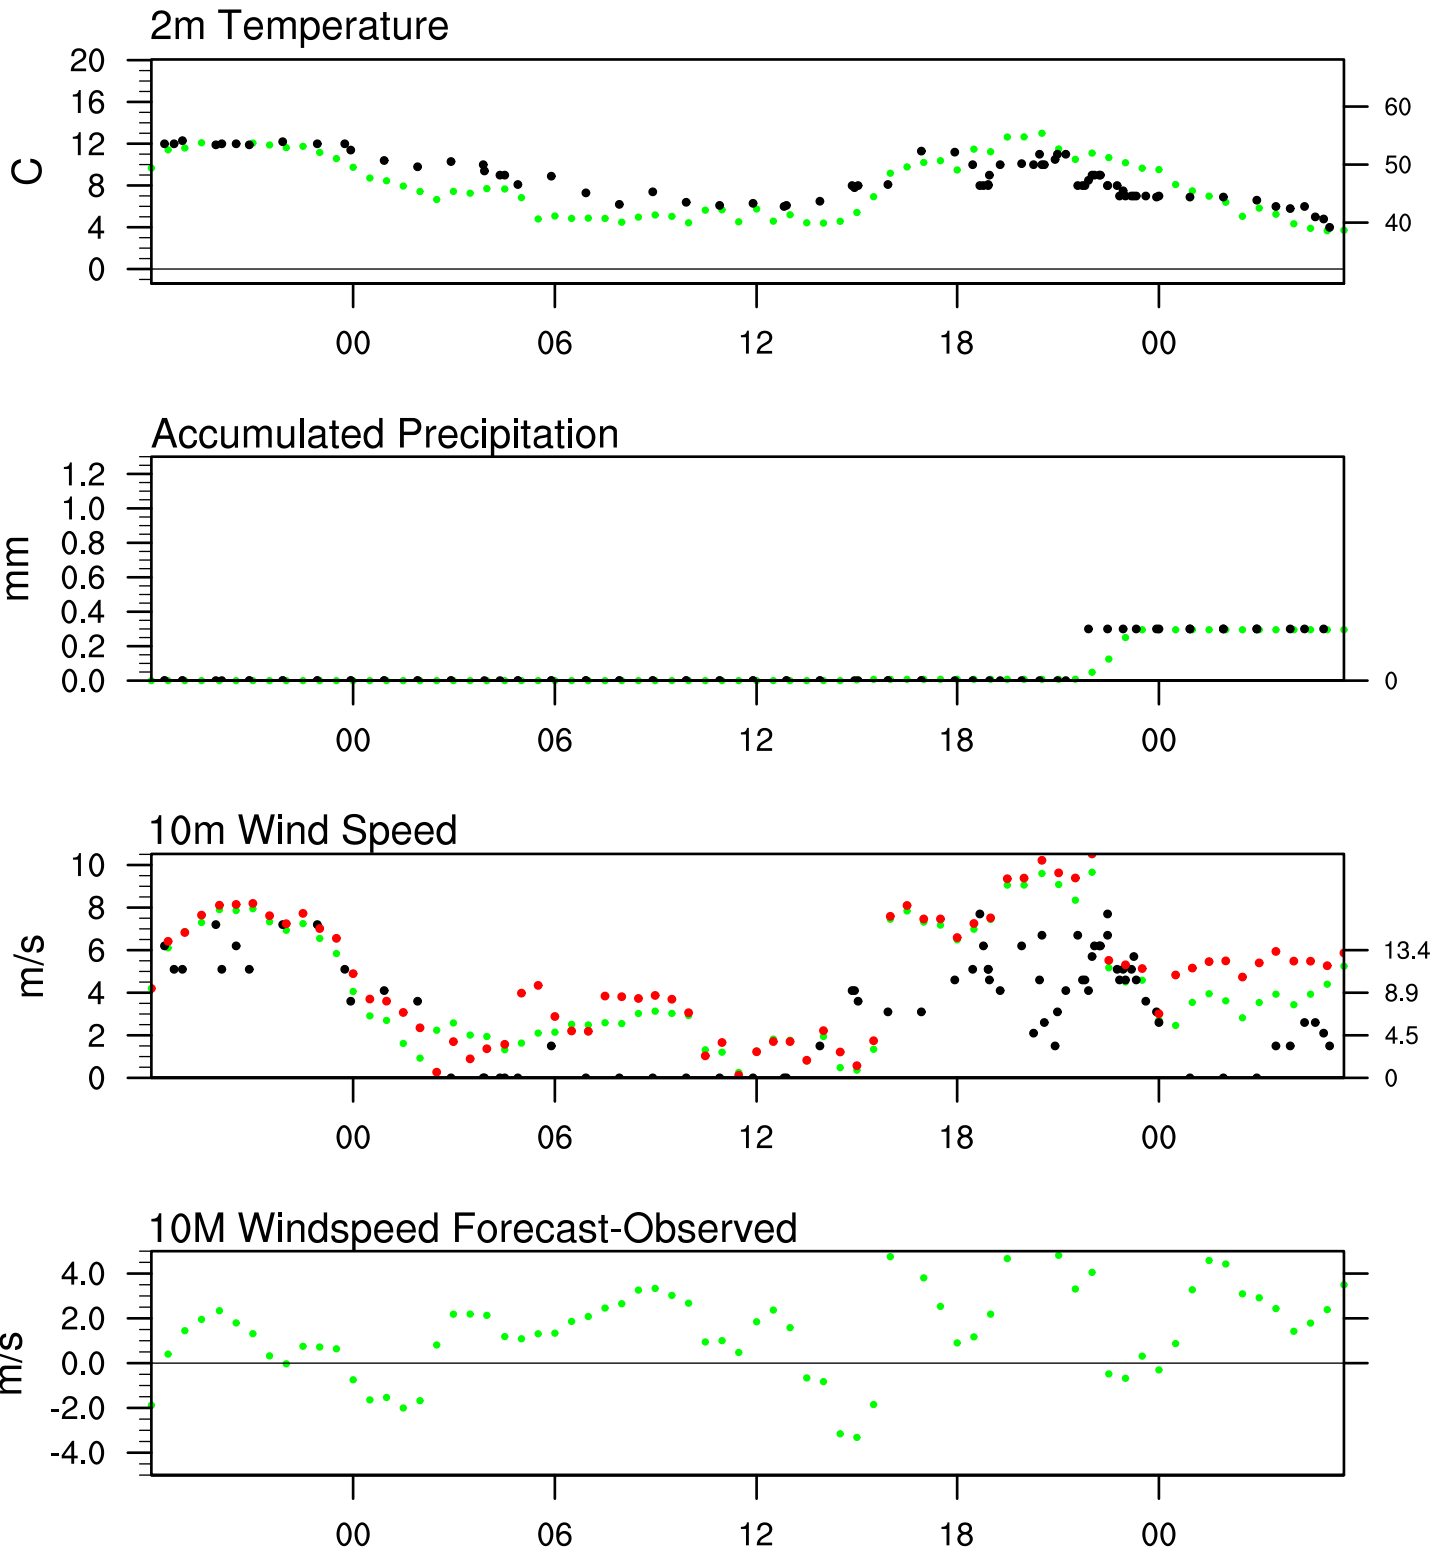 2m Temperature
20
16
12
8
4
0
C
60
50
40
00 06 12 18 00
Accumulated Precipitation
1.2
1.0
0.8
0.6
0.4
0.2
0.0
mm
0
00 06 12 18 00
10m Wind Speed
10
8
6
4
2
0
m/s
13.4
8.9
4.5
0
00 06 12 18 00
10M Windspeed Forecast-Observed
4.0
2.0
0.0
-2.0
-4.0
m/s
00 06 12 18 00